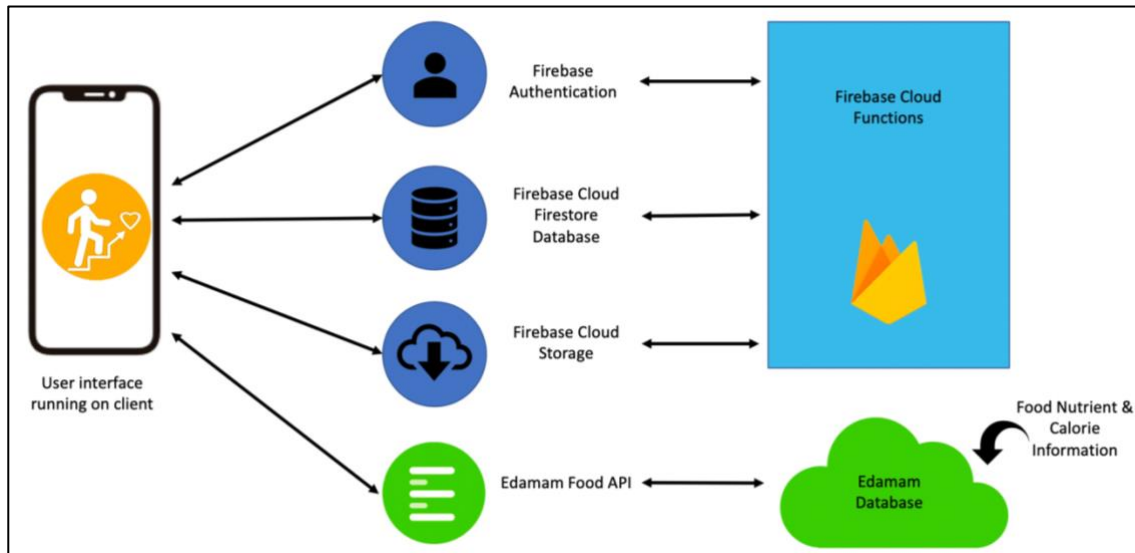 Firebase
Authentication
Firebase Cloud
Functions
Firebase Cloud
Firestore
Database
Firebase Cloud
Storage
User interface
running on client
Food Nutrient &
Calorie
Information
Edamam Food API
Edamam
Database